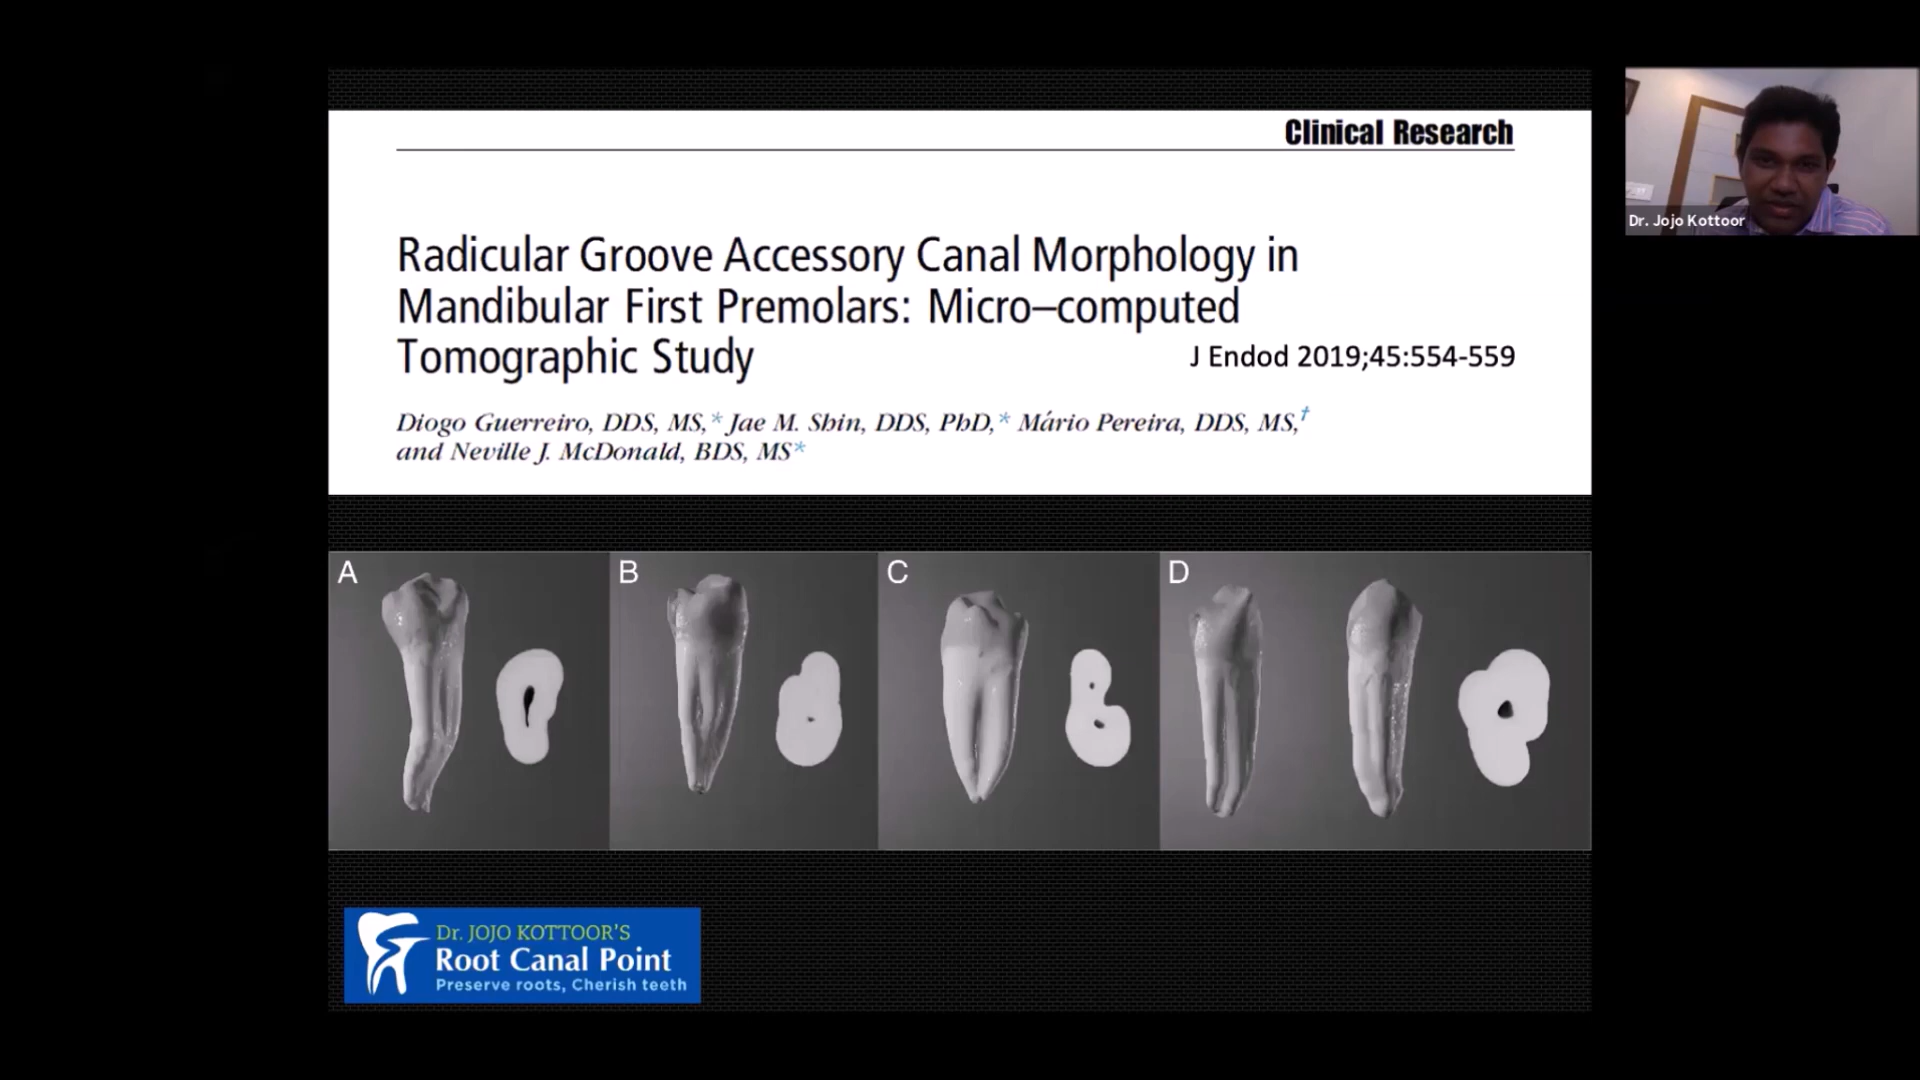 Clinical Research
Radicular Groove Accessory Canal Morphology in
Mandibular First Premolars: Micro–computed
Tomographic Study
J Endod 2019;45:554-559
Diogo Guerreiro, DDS, MS,* Jae M. Shin, DDS, PhD,* Mário Pereira, DDS, MS,†
and Neville J. McDonald, BDS, MS*
A
B
C
D
Dr. JOJO KOTTOOR'S
Root Canal Point
Preserve roots, Cherish teeth
Dr. Jojo Kottoor